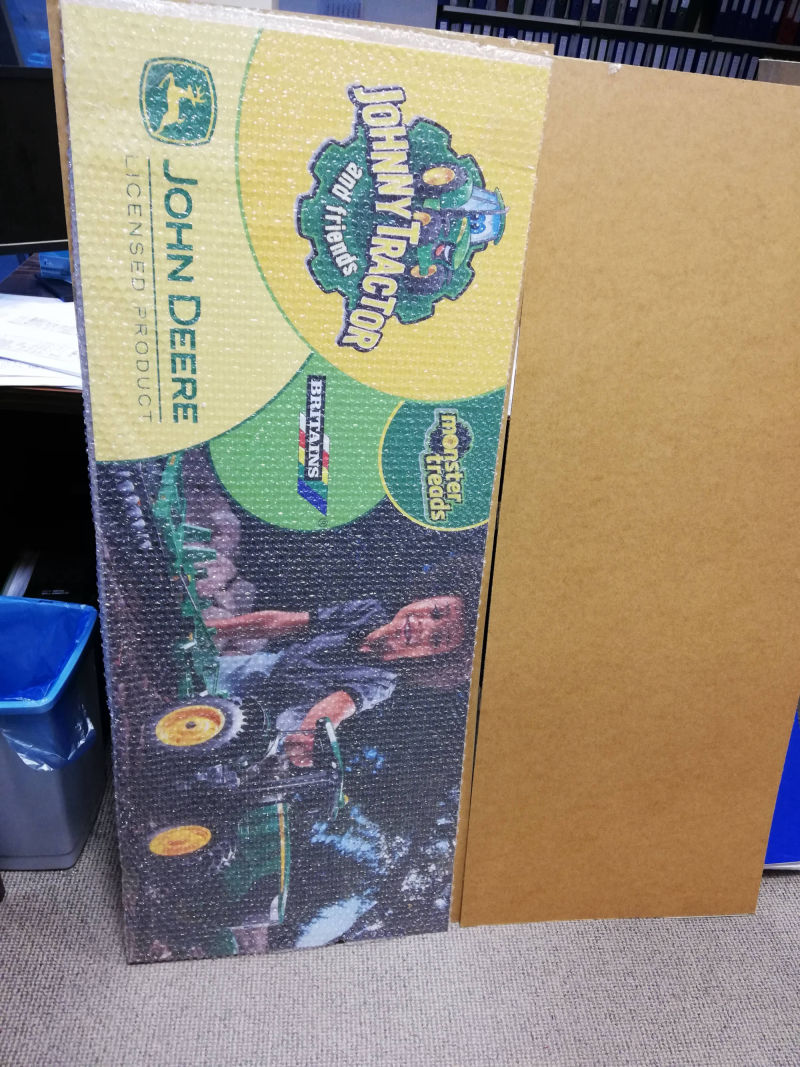 JOHN DEERE
LICENSED PRODUCT
JOHNNY TRACTOR
and friends
BRITAINS
®
monster
treads